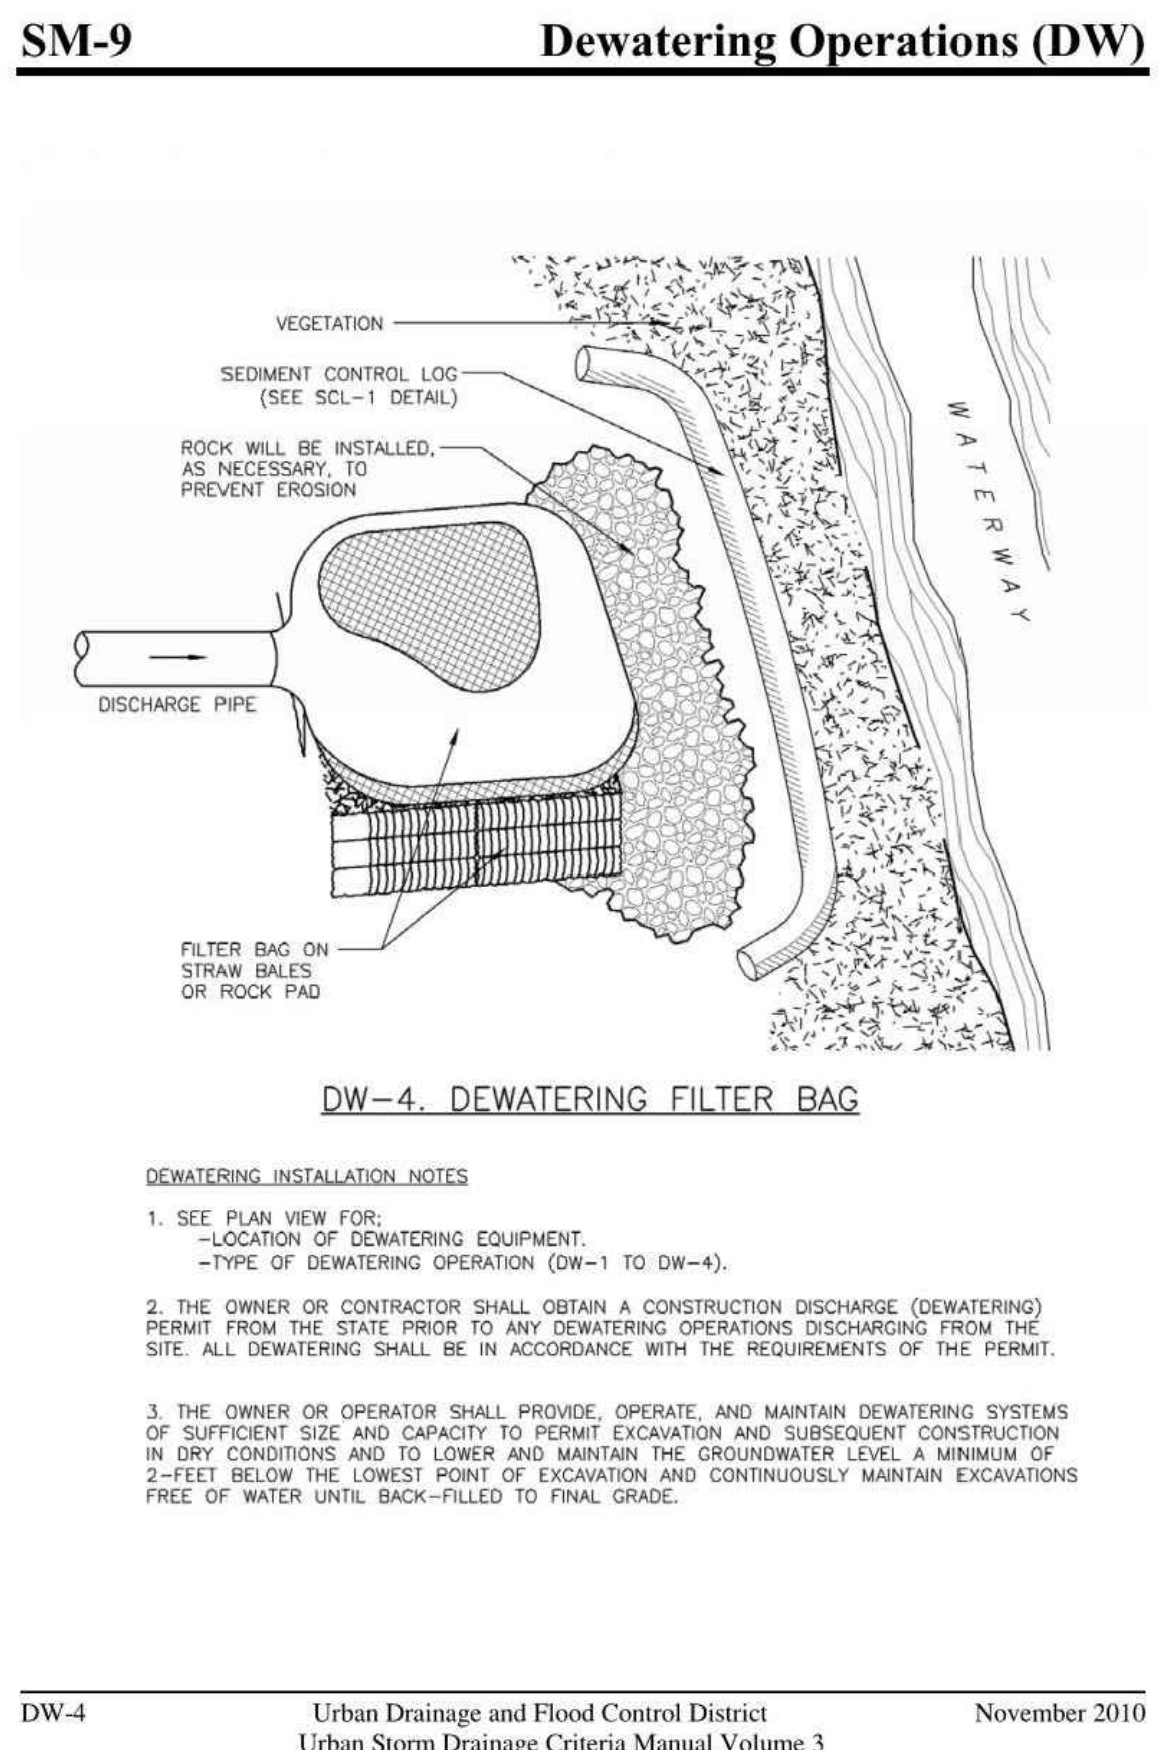 SM-9
Dewatering Operations (DW)
VEGETATION
SEDIMENT CONTROL LOG
(SEE SCL-1 DETAIL)
ROCK WILL BE INSTALLED,
AS NECESSARY, TO
PREVENT EROSION
WATERWAY
DISCHARGE PIPE
FILTER BAG ON
STRAW BALES
OR ROCK PAD
DW-4. DEWATERING FILTER BAG
DEWATERING INSTALLATION NOTES
1. SEE PLAN VIEW FOR;
-LOCATION OF DEWATERING EQUIPMENT.
-TYPE OF DEWATERING OPERATION (DW-1 TO DW-4).
2. THE OWNER OR CONTRACTOR SHALL OBTAIN A CONSTRUCTION DISCHARGE (DEWATERING)
PERMIT FROM THE STATE PRIOR TO ANY DEWATERING OPERATIONS DISCHARGING FROM THE
SITE. ALL DEWATERING SHALL BE IN ACCORDANCE WITH THE REQUIREMENTS OF THE PERMIT.
3. THE OWNER OR OPERATOR SHALL PROVIDE, OPERATE, AND MAINTAIN DEWATERING SYSTEMS
OF SUFFICIENT SIZE AND CAPACITY TO PERMIT EXCAVATION AND SUBSEQUENT CONSTRUCTION
IN DRY CONDITIONS AND TO LOWER AND MAINTAIN THE GROUNDWATER LEVEL A MINIMUM OF
2-FEET BELOW THE LOWEST POINT OF EXCAVATION AND CONTINUOUSLY MAINTAIN EXCAVATIONS
FREE OF WATER UNTIL BACK-FILLED TO FINAL GRADE.
DW-4
Urban Drainage and Flood Control District
November 2010
Urban Storm Drainage Criteria Manual Volume 3